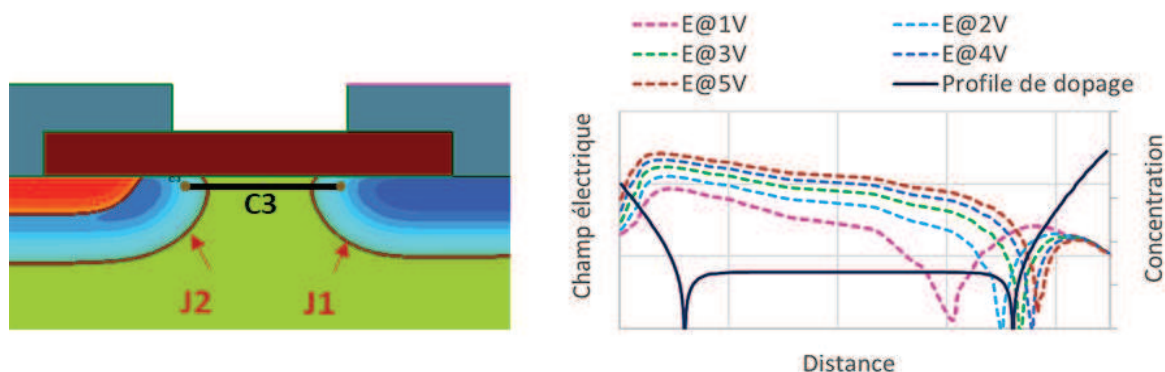 C3
J2
J1
E@1V
E@2V
E@3V
E@4V
E@5V
Profile de dopage
Champ électrique
Concentration
Distance